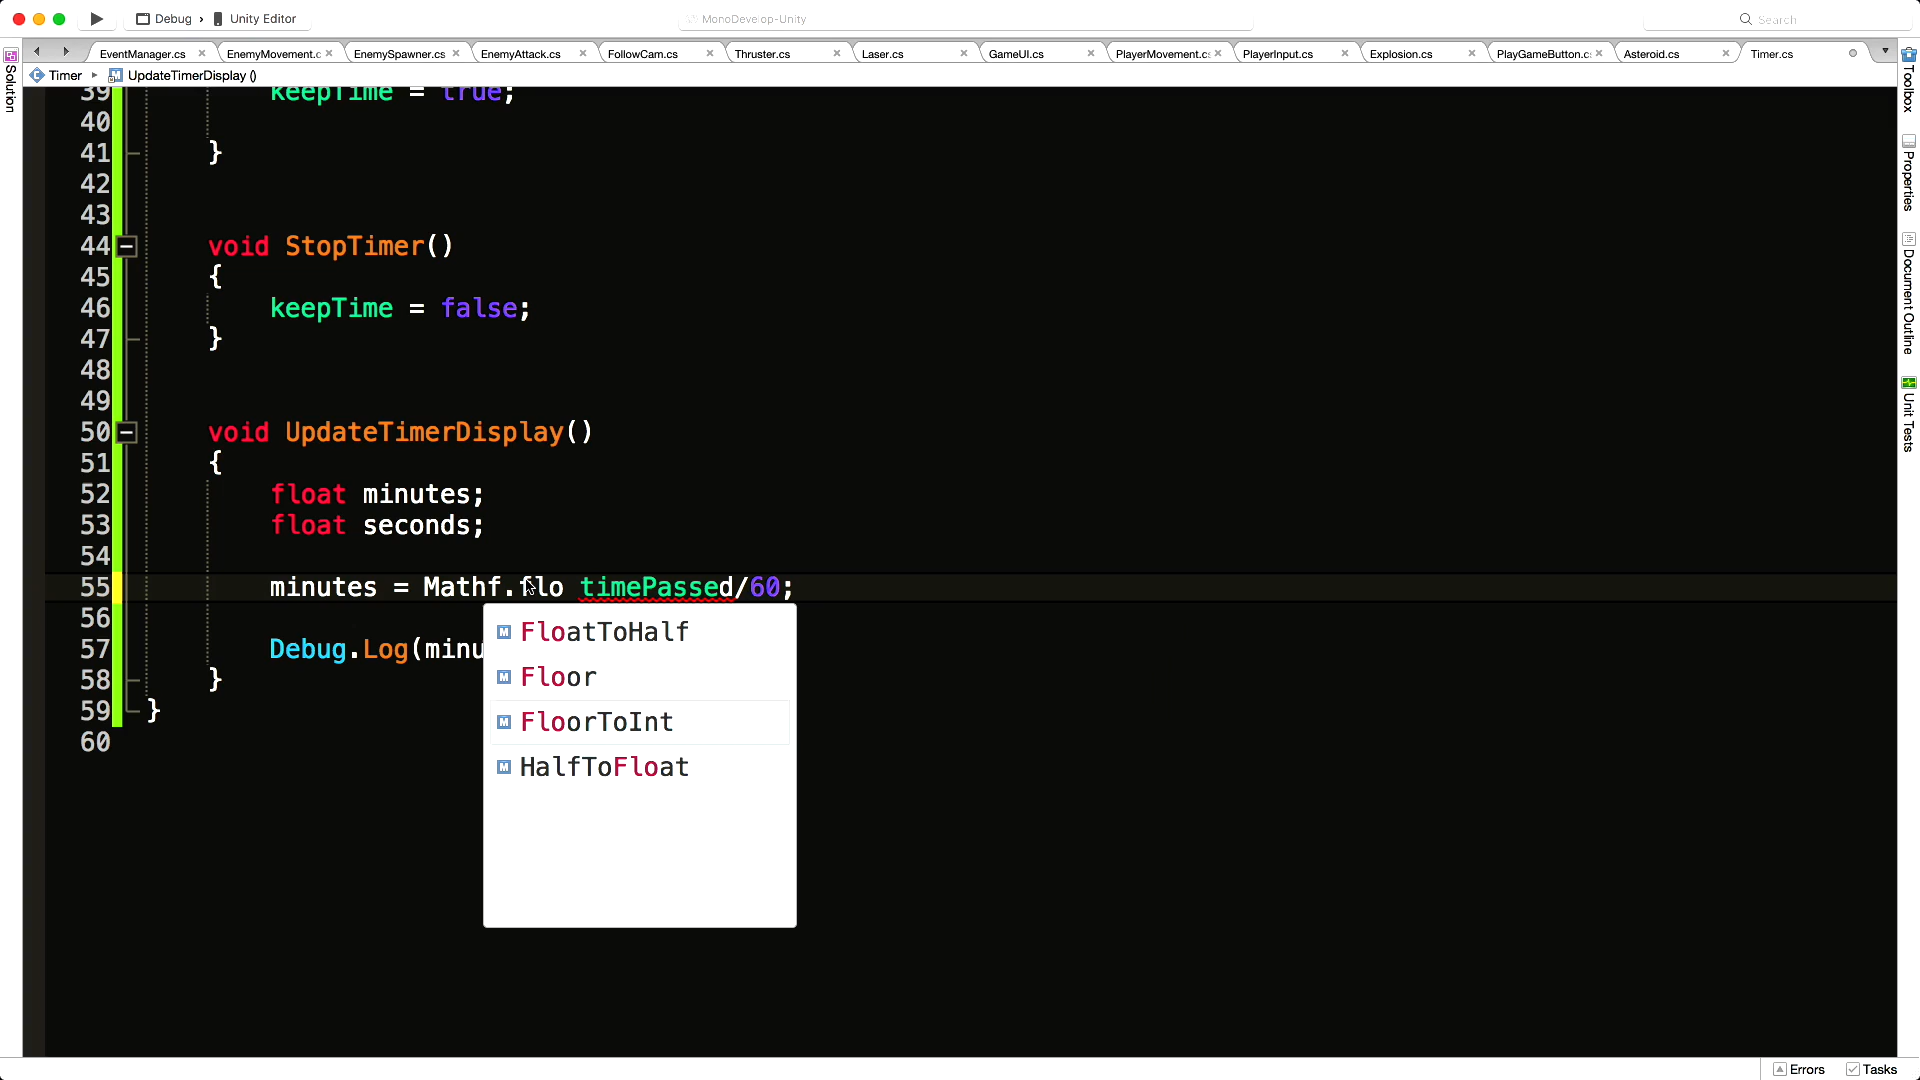 Debug › Unity Editor
MonoDevelop-Unity
Search
EventManager.cs
EnemyMovement.c
EnemySpawner.cs
EnemyAttack.cs
FollowCam.cs
Thruster.cs
Laser.cs
GameUI.cs
PlayerMovement.c
PlayerInput.cs
Explosion.cs
PlayGameButton.c
Asteroid.cs
Timer.cs
Timer ▸ UpdateTimerDisplay ()
Solution
Toolbox
Properties
Document Outline
Unit Tests
39 keepTime = true;
40
41 }
42
43
44 void StopTimer()
45 {
46 keepTime = false;
47 }
48
49
50 void UpdateTimerDisplay()
51 {
52 float minutes;
53 float seconds;
54
55 minutes = Mathf.flo timePassed/60;
56
57 Debug.Log(minu
58 }
59 }
60
FloatToHalf
Floor
FloorToInt
HalfToFloat
Errors
Tasks